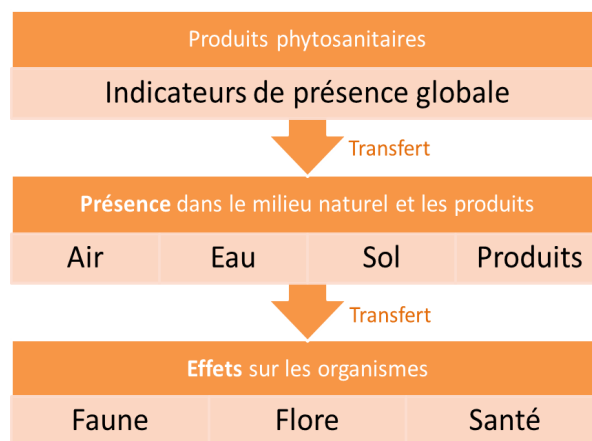 Produits phytosanitaires
Indicateurs de présence globale
Transfert
Présence dans le milieu naturel et les produits
Air Eau Sol Produits
Transfert
Effets sur les organismes
Faune Flore Santé